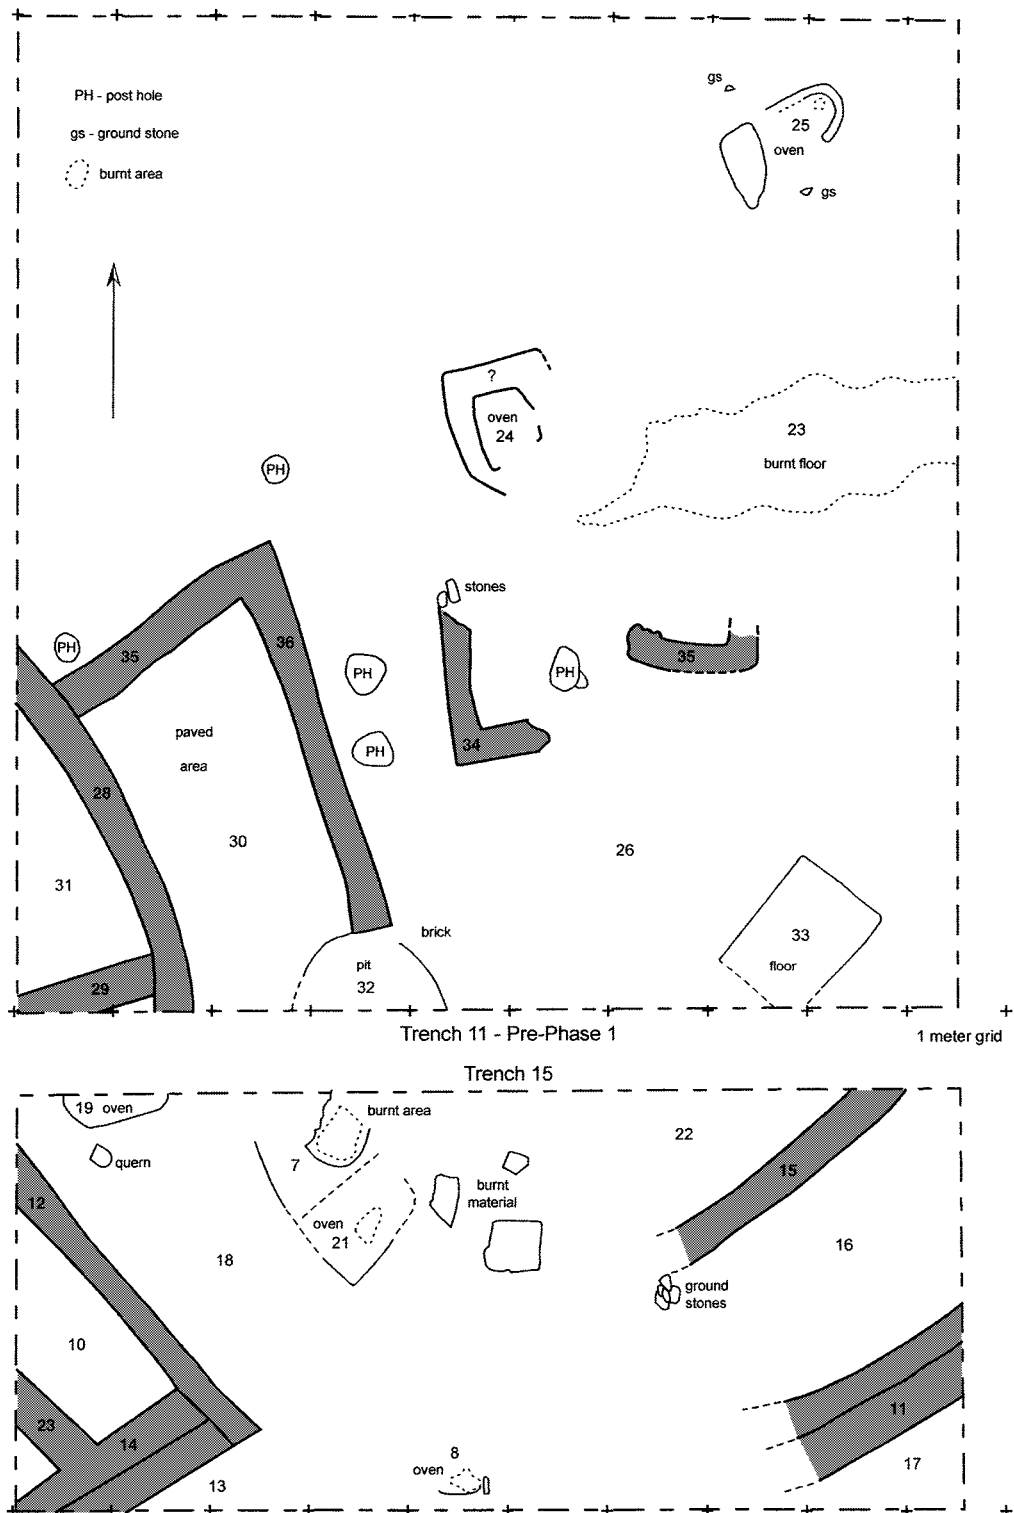 PH - post hole
gs - ground stone
burnt area
gs
25
oven
gs
?
oven
24
23
burnt floor
PH
stones
PH
35
36
PH
34
PH
35
PH
paved
area
28
30
26
31
brick
33
floor
pit
32
29
Trench 11 - Pre-Phase 1
1 meter grid
Trench 15
19 oven
burnt area
22
quern
7
burnt
material
15
12
oven
21
18
16
ground
stones
10
11
23
14
8
oven
17
13